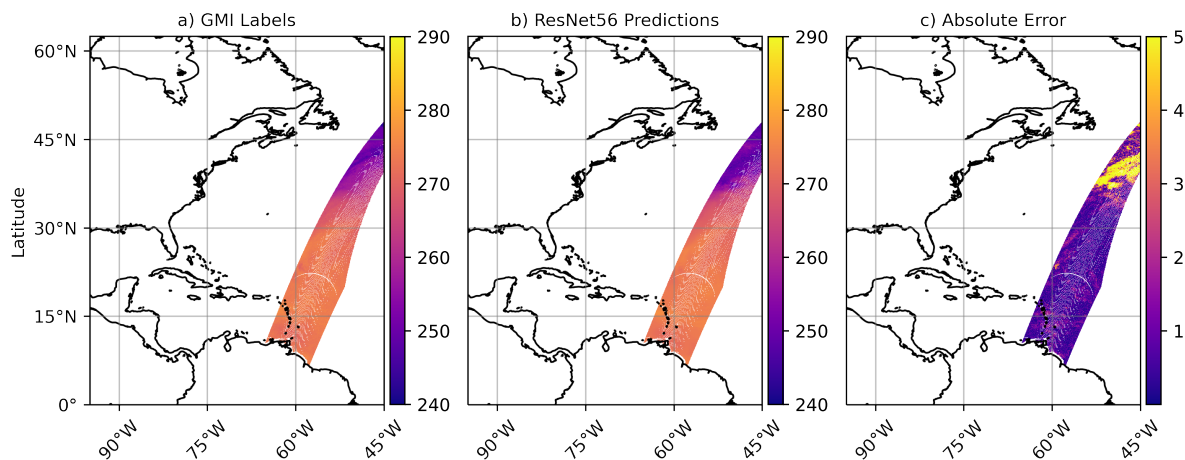 a) GMI Labels
b) ResNet56 Predictions
c) Absolute Error
Latitude
60°N
45°N
30°N
15°N
0°
90°W
75°W
60°W
45°W
290
280
270
260
250
240
90°W
75°W
60°W
45°W
290
280
270
260
250
240
90°W
75°W
60°W
45°W
5
4
3
2
1